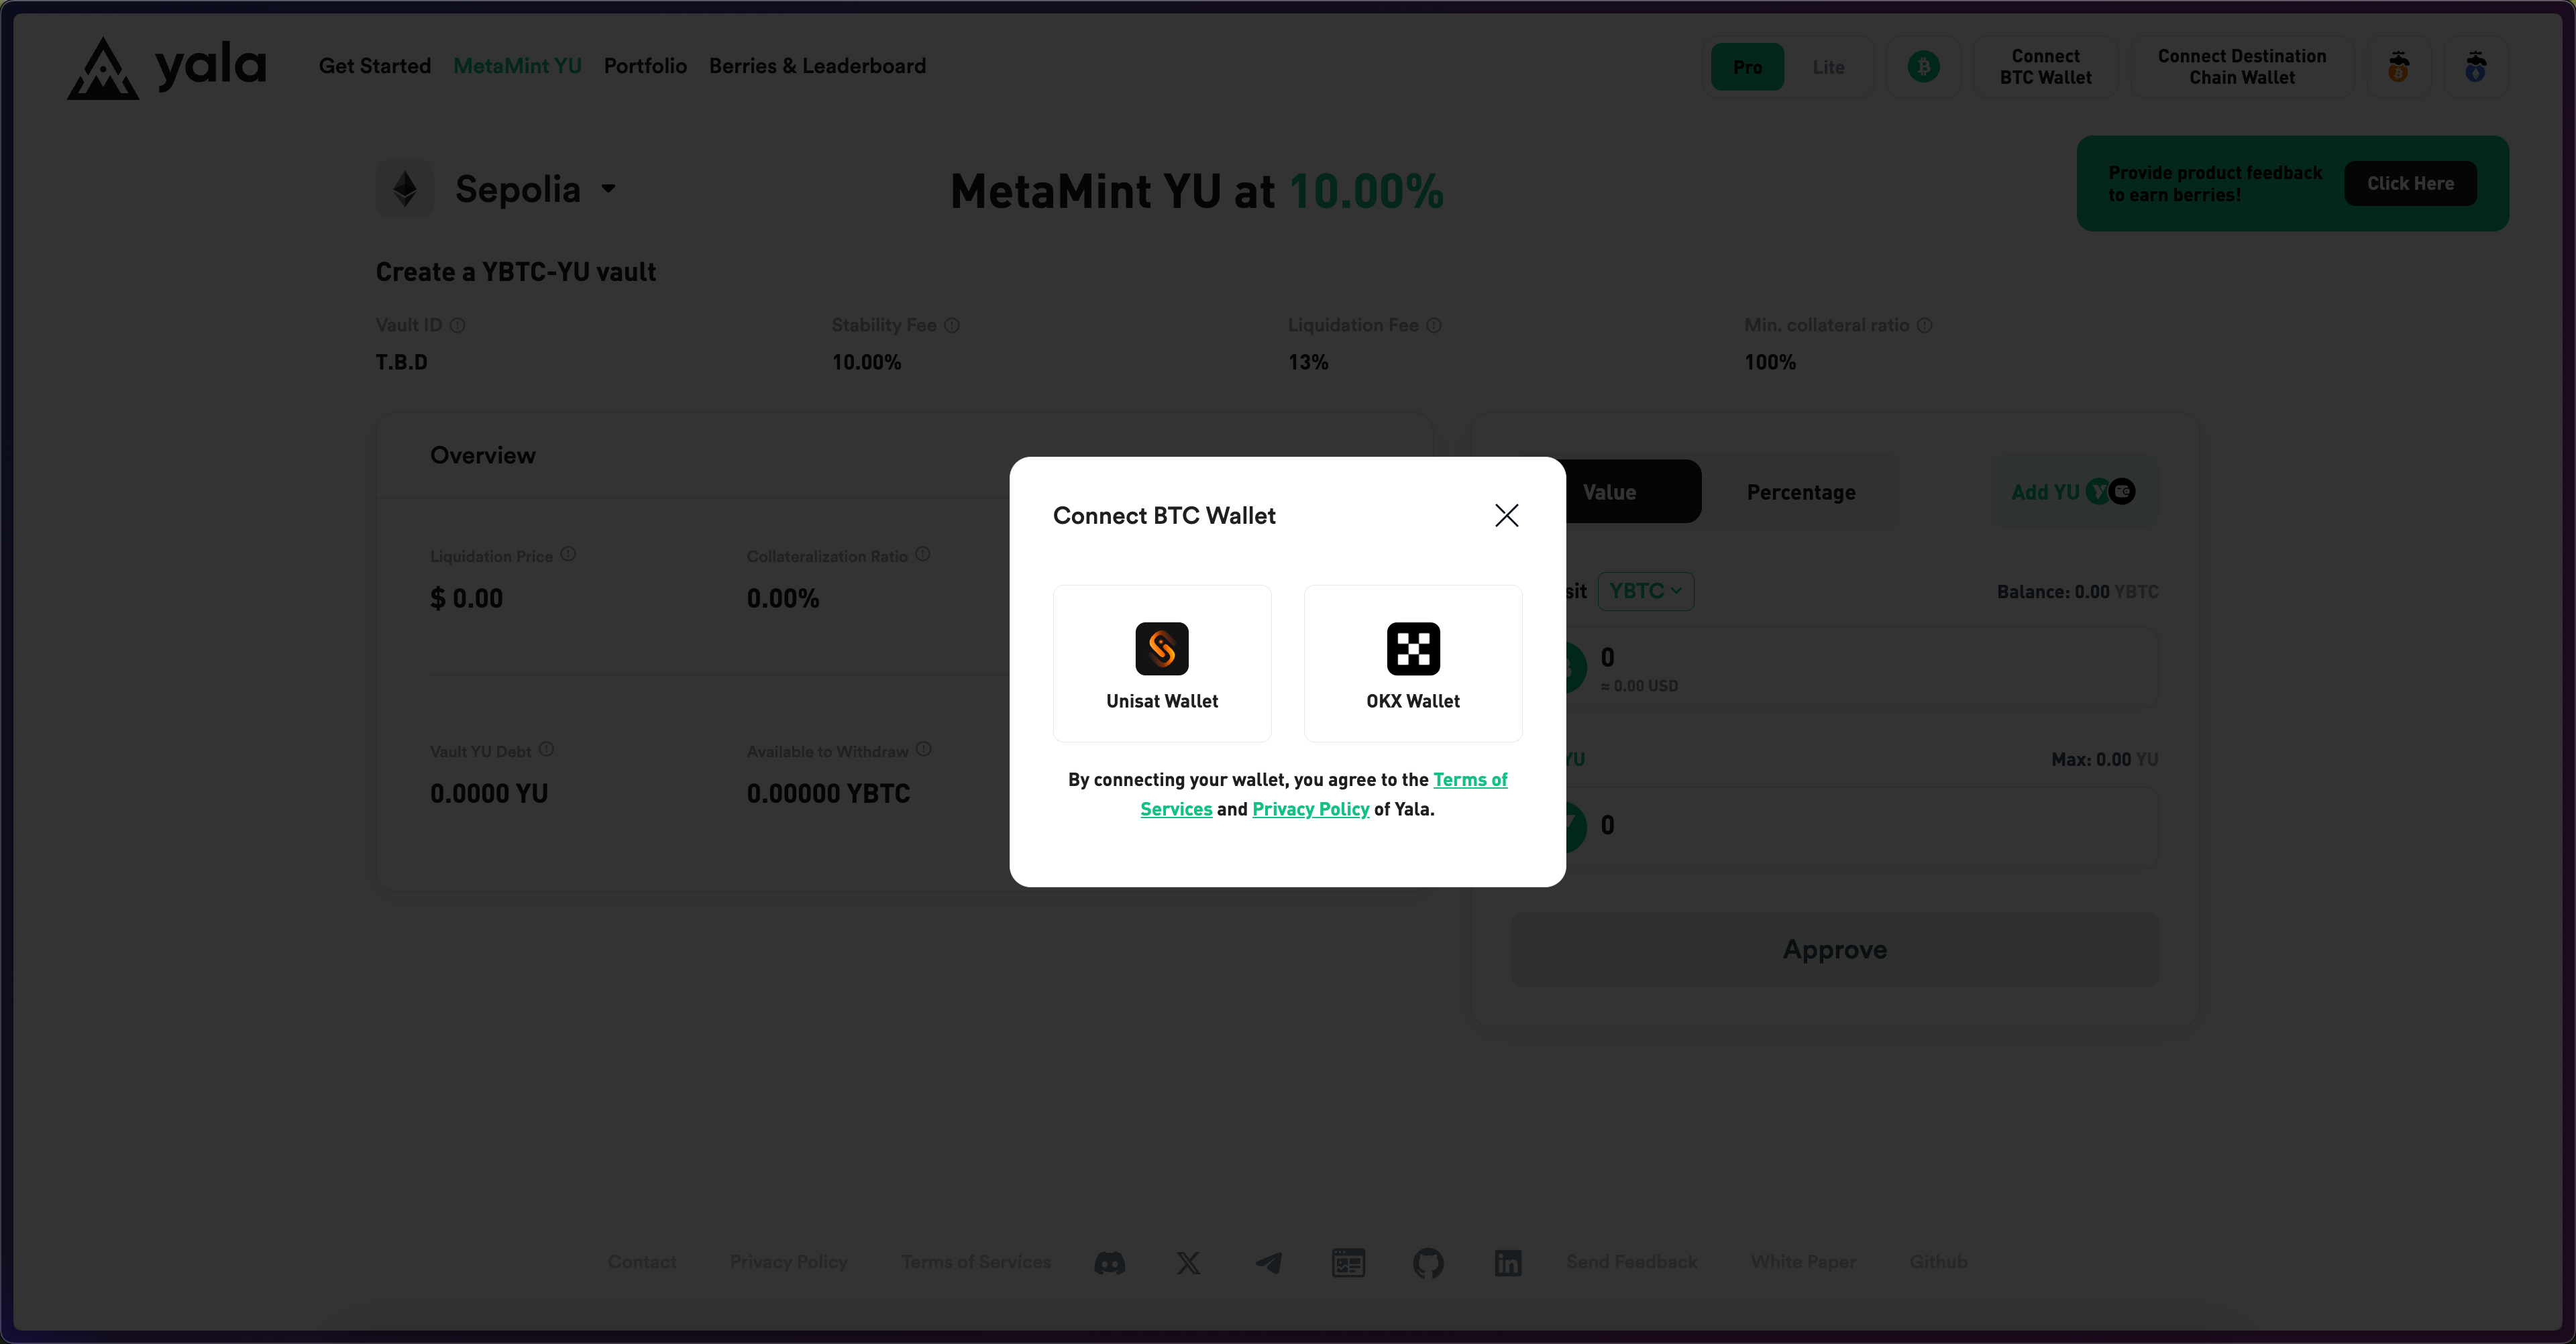 yala
Get Started
MetaMint YU
Portfolio
Berries & Leaderboard
Pro
Lite
Connect
BTC Wallet
Connect Destination
Chain Wallet
Sepolia
MetaMint YU at 10.00%
Provide product feedback
to earn berries!
Click Here
Create a YBTC-YU vault
Vault ID
T.B.D
Stability Fee
10.00%
Liquidation Fee
13%
Min. collateral ratio
100%
Overview
Liquidation Price
$ 0.00
Collateralization Ratio
0.00%
Vault YU Debt
0.0000 YU
Available to Withdraw
0.00000 YBTC
Connect BTC Wallet
Unisat Wallet
OKX Wallet
By connecting your wallet, you agree to the Terms of
Services and Privacy Policy of Yala.
Value
Percentage
Add YU
sit
YBTC
Balance: 0.00 YBTC
0
≈ 0.00 USD
YU
Max: 0.00 YU
0
Approve
Contact
Privacy Policy
Terms of Services
Send Feedback
White Paper
Github